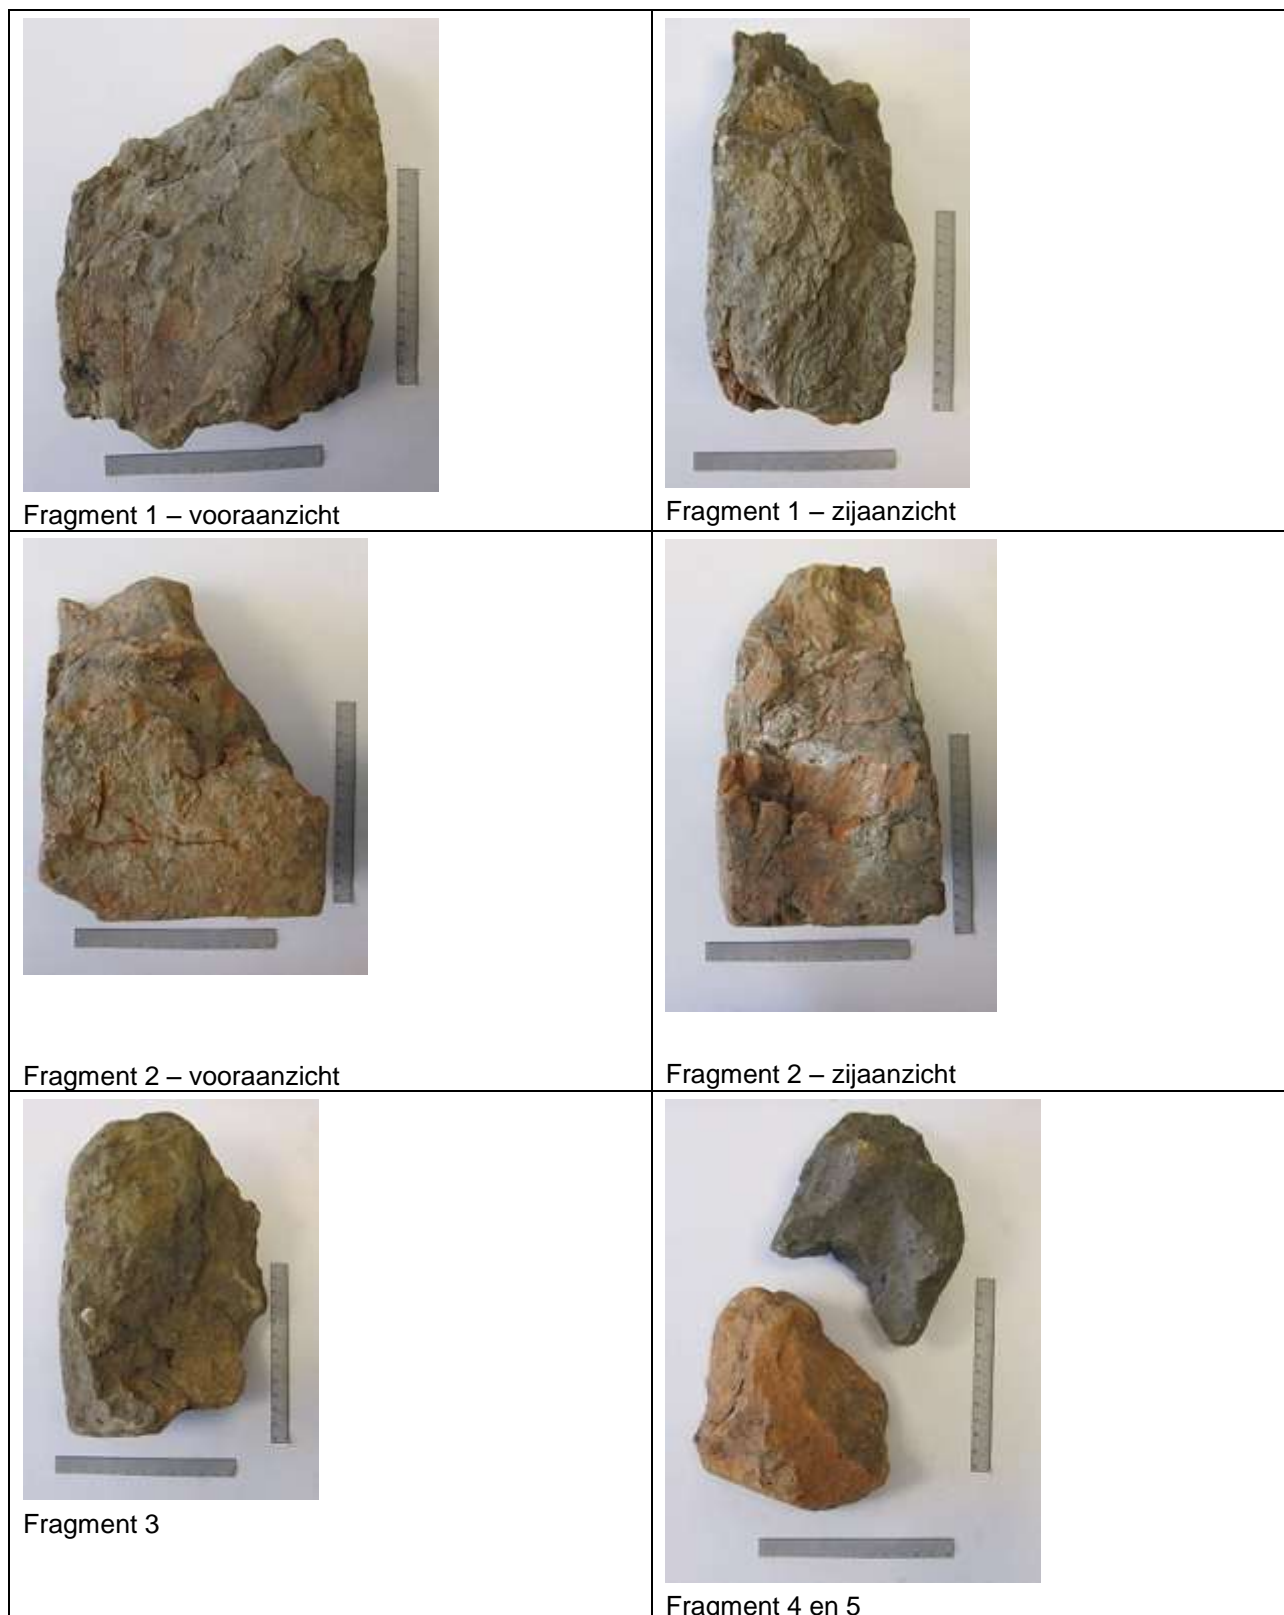 Fragment 1 – vooraanzicht
Fragment 1 – zijaanzicht
Fragment 2 – vooraanzicht
Fragment 2 – zijaanzicht
Fragment 3
Fragment 4 en 5